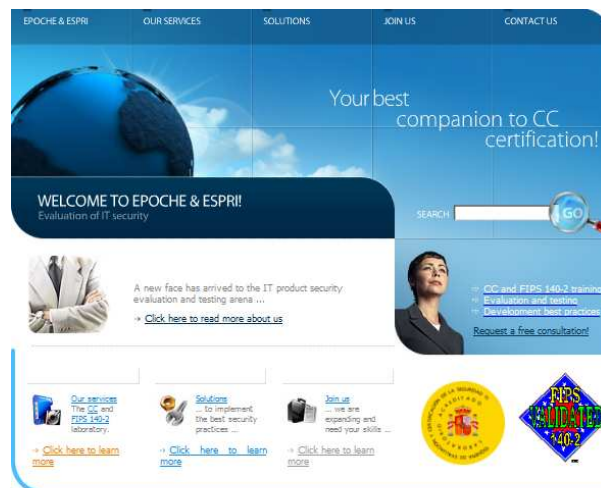 EPOCHE & ESPRI
OUR SERVICES
SOLUTIONS
JOIN US
CONTACT US
Your best
companion to CC
certification!
WELCOME TO EPOCHE & ESPRI!
Evaluation of IT security
SEARCH
GO
A new face has arrived to the IT product security
evaluation and testing arena ...
Click here to read more about us
CC and FIPS 140-2 training
Evaluation and testing
Development best practices
Request a free consultation!
Our services
The CC and
FIPS 140-2
laboratory.
Click here to learn
more
Solutions
... to implement
the best security
practices ...
Click here to learn
more
Join us
... we are
expanding and
need your skills ...
Click here to learn
more
FIPS
VALIDATED
140-2